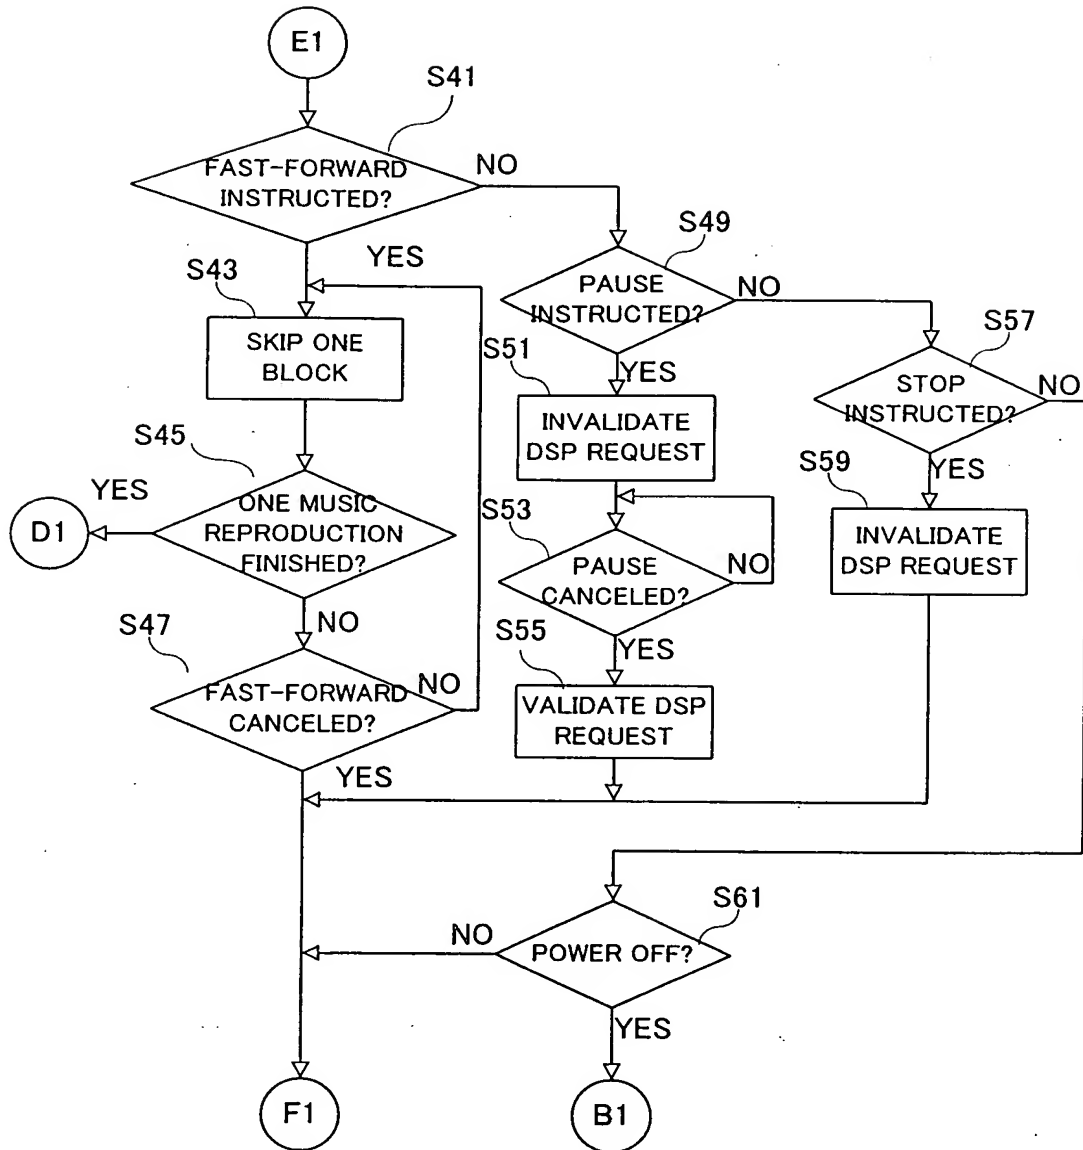 E1
S41
FAST-FORWARD
INSTRUCTED?
NO
YES
S43
SKIP ONE
BLOCK
S45
YES
D1
ONE MUSIC
REPRODUCTION
FINISHED?
NO
S47
FAST-FORWARD
CANCELED?
NO
YES
S49
PAUSE
INSTRUCTED?
NO
S51
YES
INVALIDATE
DSP REQUEST
S53
PAUSE
CANCELED?
NO
S55
YES
VALIDATE DSP
REQUEST
S57
STOP
INSTRUCTED?
NO
S59
YES
INVALIDATE
DSP REQUEST
S61
NO
POWER OFF?
YES
F1
B1